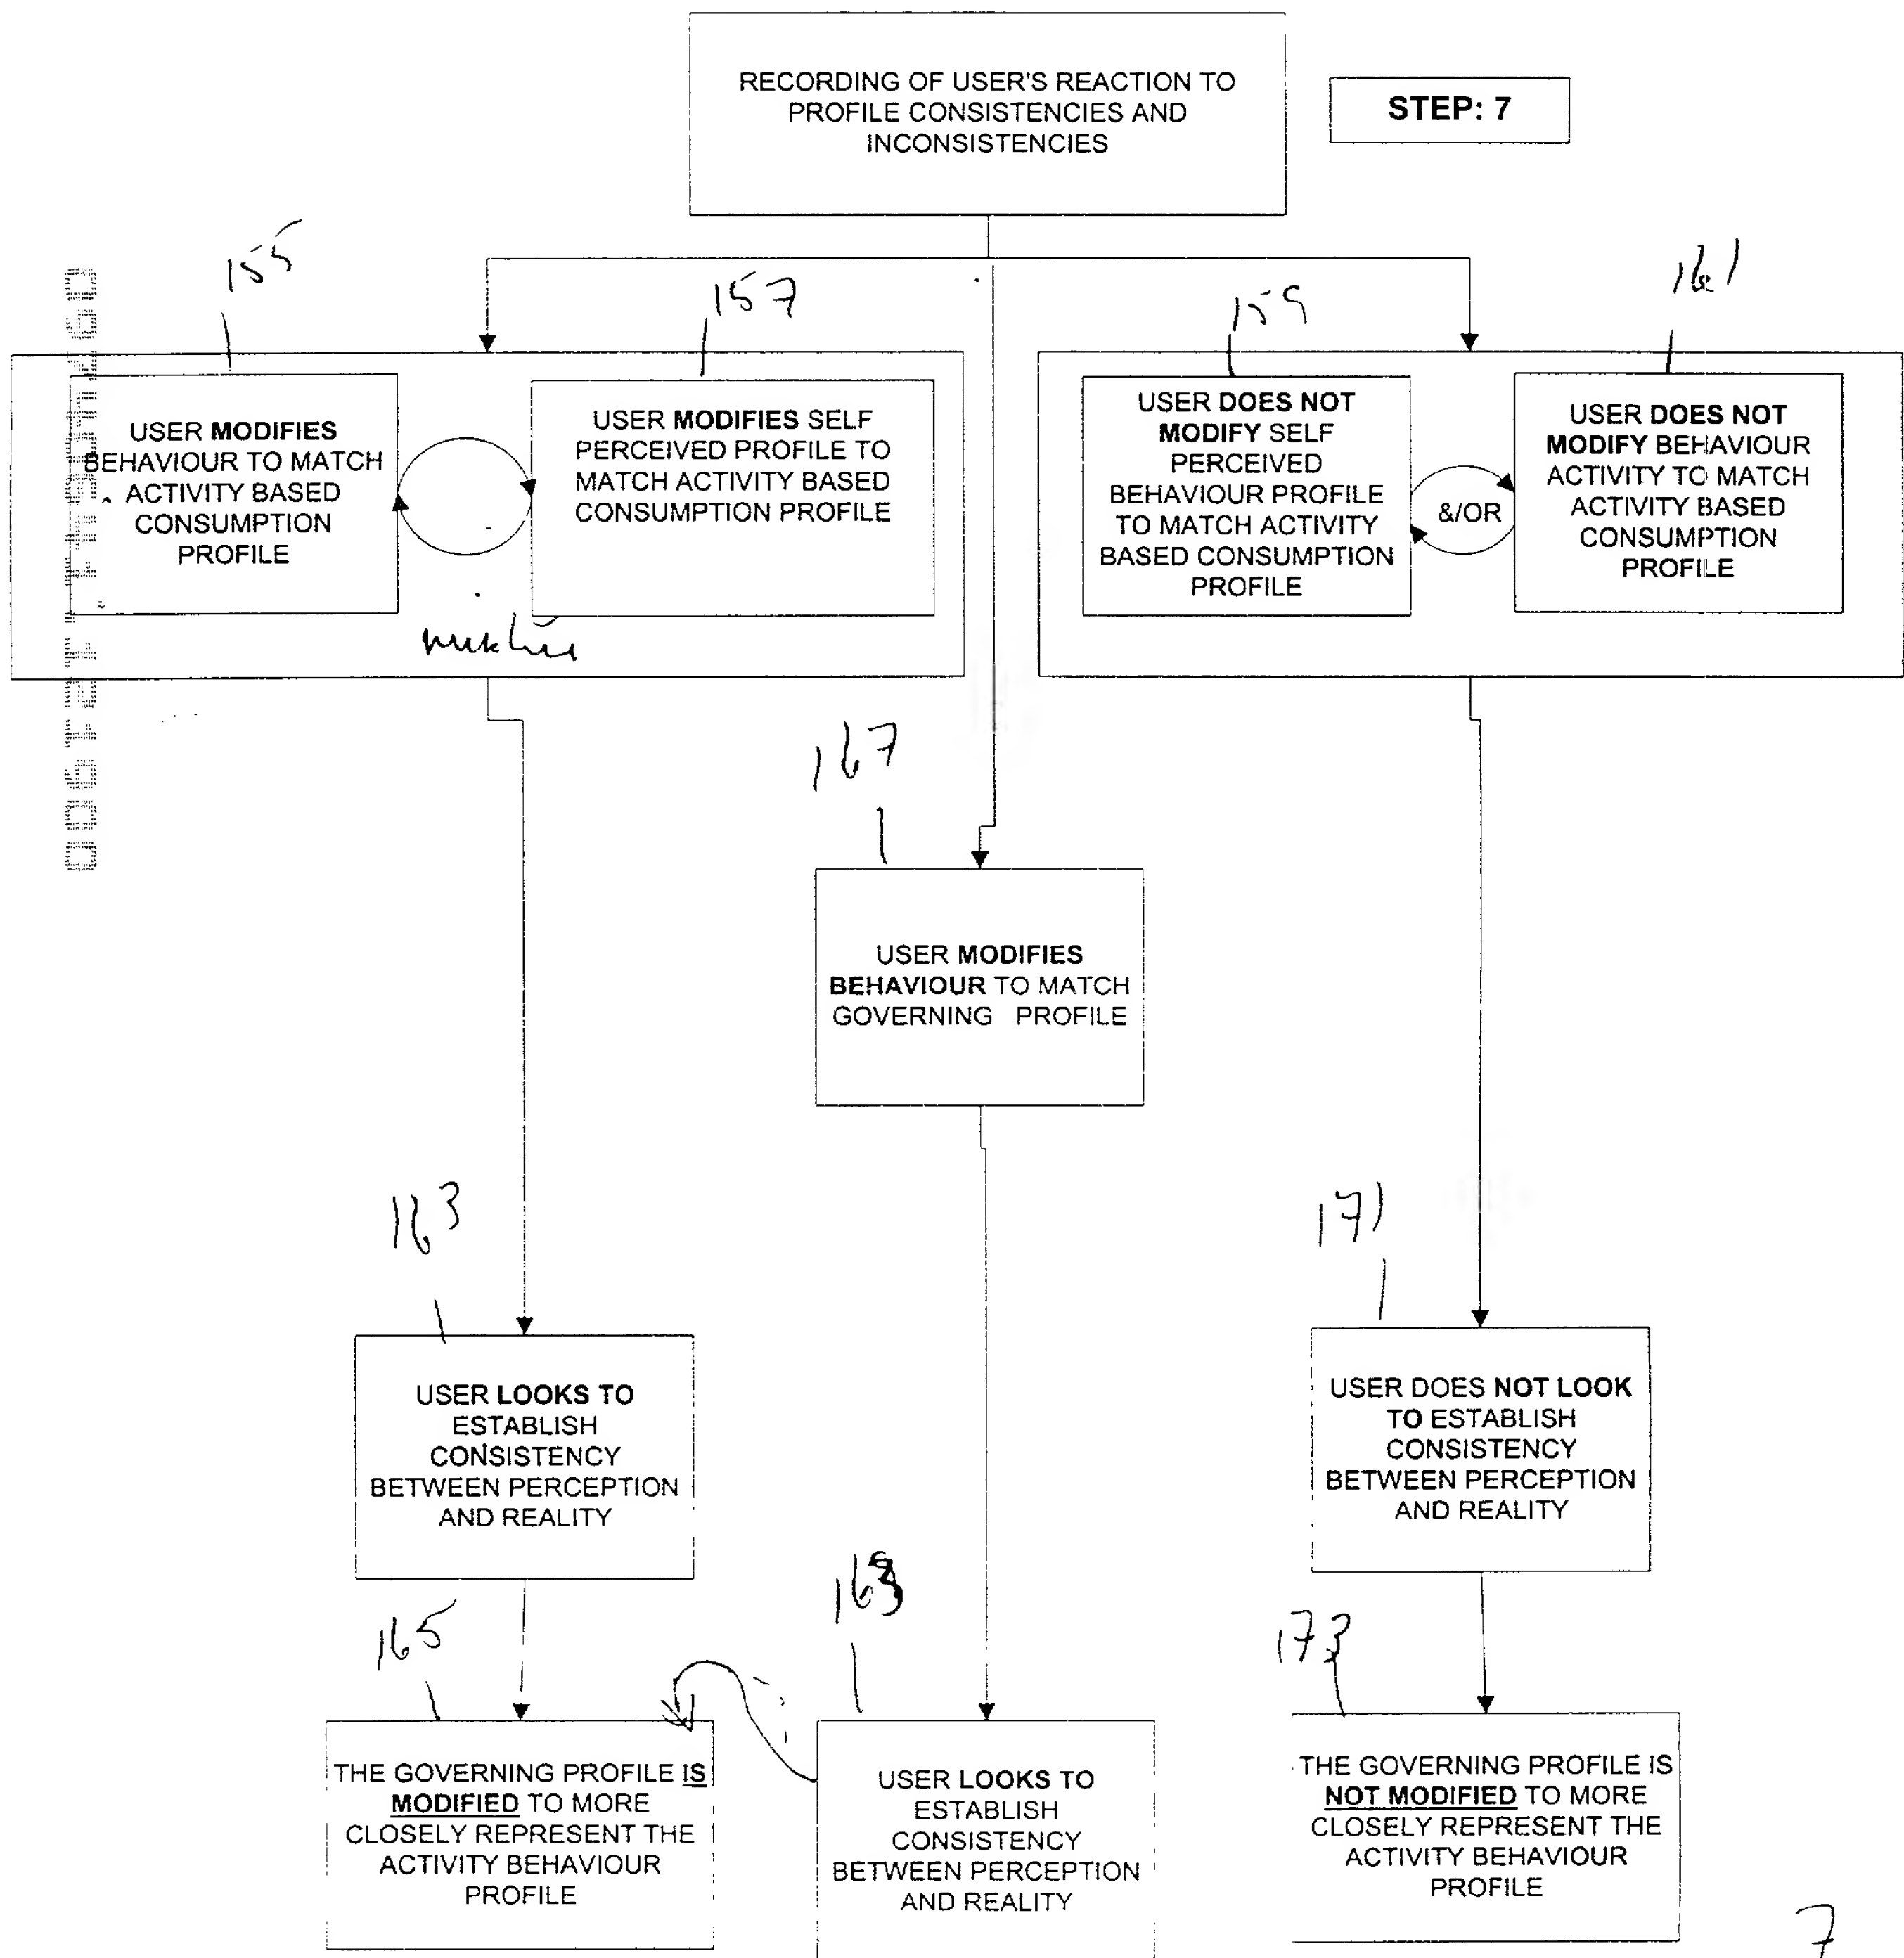 RECORDING OF USER'S REACTION TO
PROFILE CONSISTENCIES AND
INCONSISTENCIES
STEP: 7
155
157
159
161
USER MODIFIES
BEHAVIOUR TO MATCH
ACTIVITY BASED
CONSUMPTION
PROFILE
USER MODIFIES SELF
PERCEIVED PROFILE TO
MATCH ACTIVITY BASED
CONSUMPTION PROFILE
USER DOES NOT
MODIFY SELF
PERCEIVED
BEHAVIOUR PROFILE
TO MATCH ACTIVITY
BASED CONSUMPTION
PROFILE
&/OR
USER DOES NOT
MODIFY BEHAVIOUR
ACTIVITY TO MATCH
ACTIVITY BASED
CONSUMPTION
PROFILE
167
USER MODIFIES
BEHAVIOUR TO MATCH
GOVERNING PROFILE
163
171
USER LOOKS TO
ESTABLISH
CONSISTENCY
BETWEEN PERCEPTION
AND REALITY
USER DOES NOT LOOK
TO ESTABLISH
CONSISTENCY
BETWEEN PERCEPTION
AND REALITY
165
173
THE GOVERNING PROFILE IS
MODIFIED TO MORE
CLOSELY REPRESENT THE
ACTIVITY BEHAVIOUR
PROFILE
USER LOOKS TO
ESTABLISH
CONSISTENCY
BETWEEN PERCEPTION
AND REALITY
THE GOVERNING PROFILE IS
NOT MODIFIED TO MORE
CLOSELY REPRESENT THE
ACTIVITY BEHAVIOUR
PROFILE
7